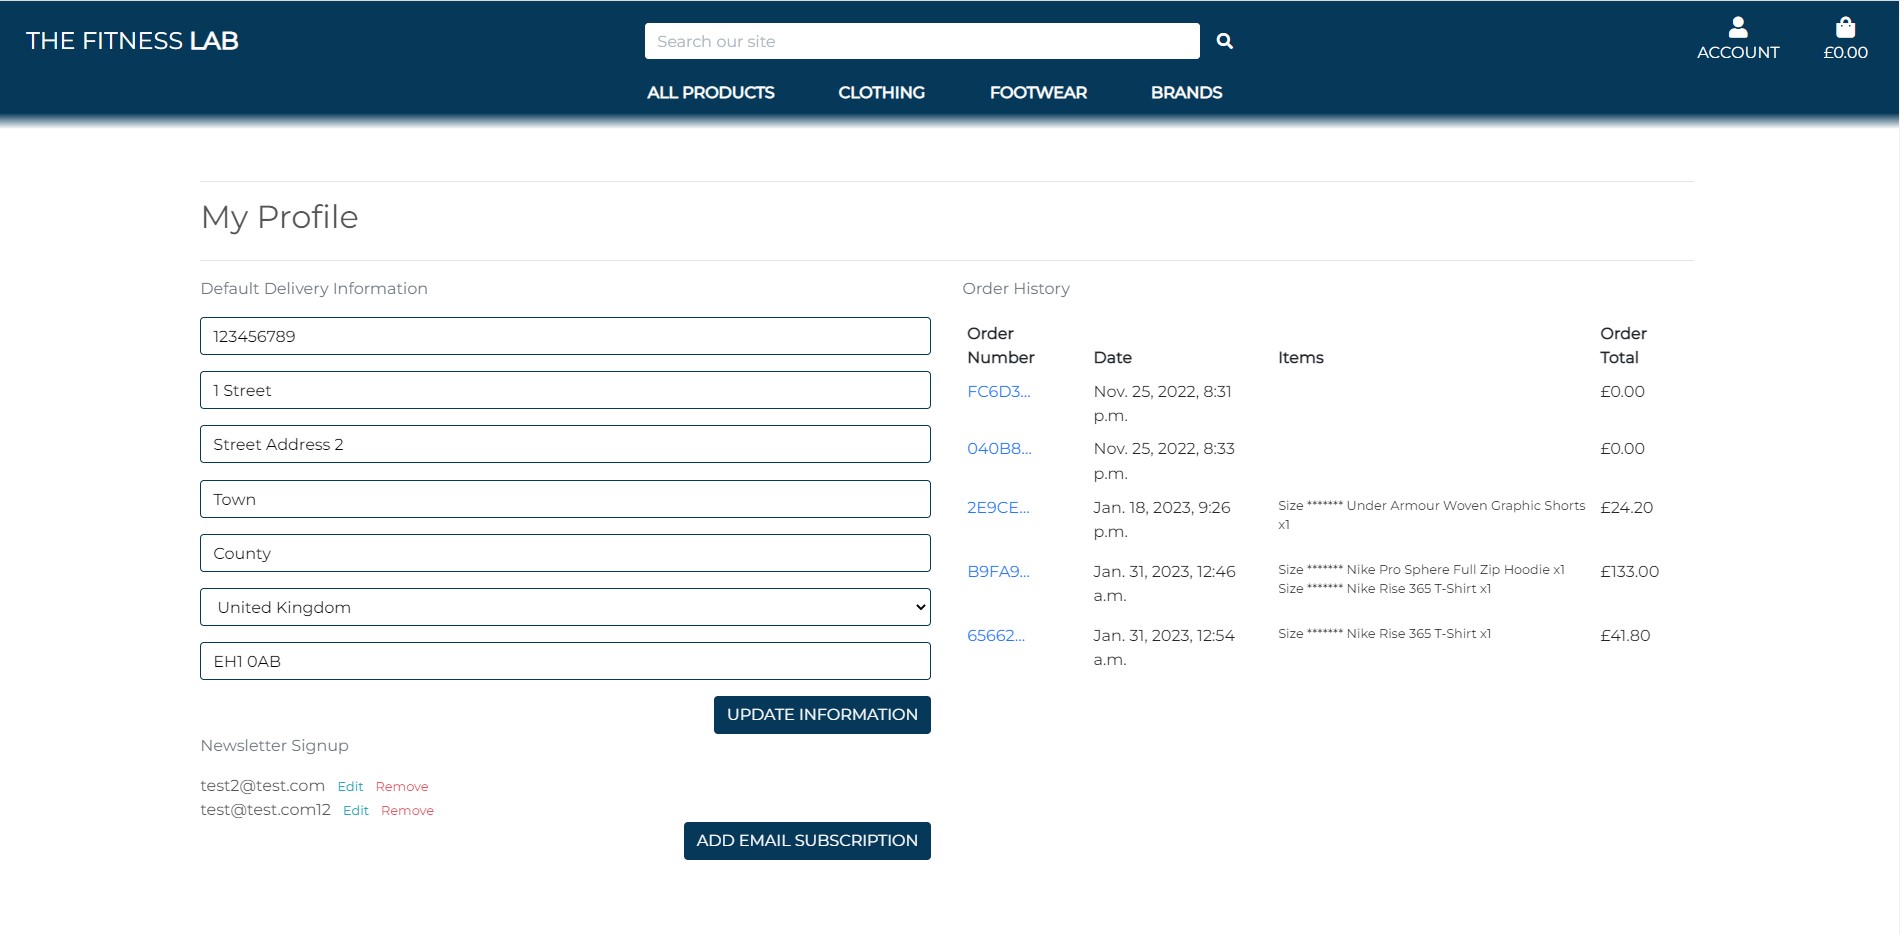 THE FITNESS LAB
Search our site
ACCOUNT
£0.00
ALL PRODUCTS
CLOTHING
FOOTWEAR
BRANDS
My Profile
Default Delivery Information
123456789
1 Street
Street Address 2
Town
County
United Kingdom
EH1 0AB
UPDATE INFORMATION
Newsletter Signup
test2@test.com Edit Remove
test@test.com12 Edit Remove
ADD EMAIL SUBSCRIPTION
Order History
Order
Number
Date
Items
Order
Total
FC6D3...
Nov. 25, 2022, 8:31
p.m.
£0.00
040B8...
Nov. 25, 2022, 8:33
p.m.
£0.00
2E9CE...
Jan. 18, 2023, 9:26
p.m.
Size ******* Under Armour Woven Graphic Shorts
x1
£24.20
B9FA9...
Jan. 31, 2023, 12:46
a.m.
Size ******* Nike Pro Sphere Full Zip Hoodie x1
Size ******* Nike Rise 365 T-Shirt x1
£133.00
65662...
Jan. 31, 2023, 12:54
a.m.
Size ******* Nike Rise 365 T-Shirt x1
£41.80